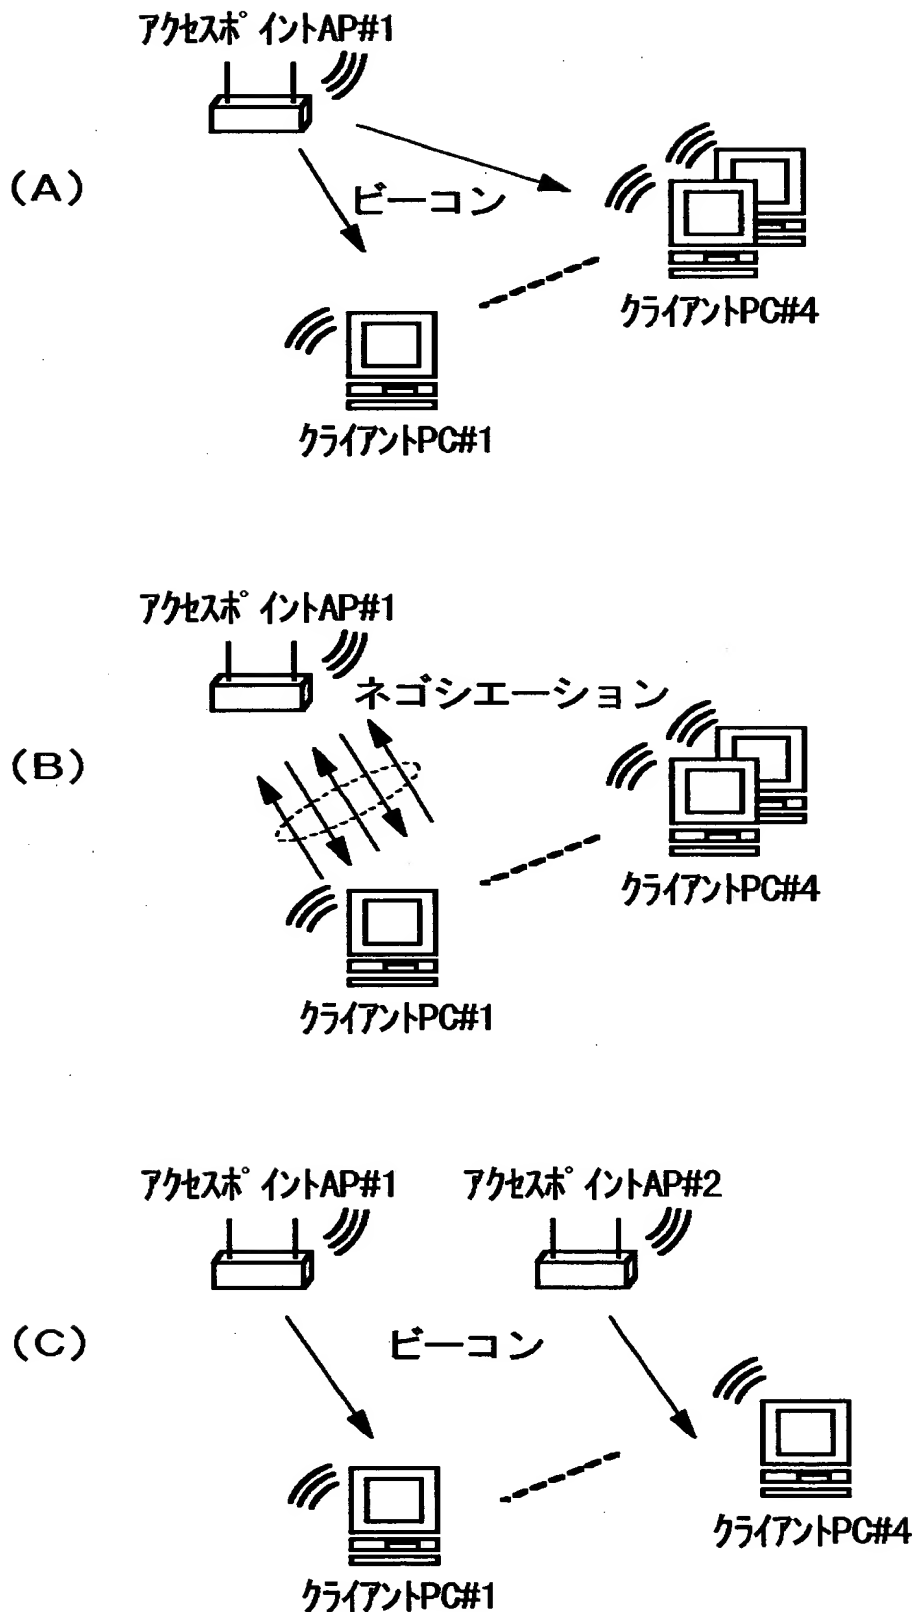 アクセスポイントAP#1
(A)
ビーコン
クライアントPC#4
クライアントPC#1
アクセスポイントAP#1
ネゴシエーション
(B)
クライアントPC#4
クライアントPC#1
アクセスポイントAP#1 アクセスポイントAP#2
(C)
ビーコン
クライアントPC#4
クライアントPC#1